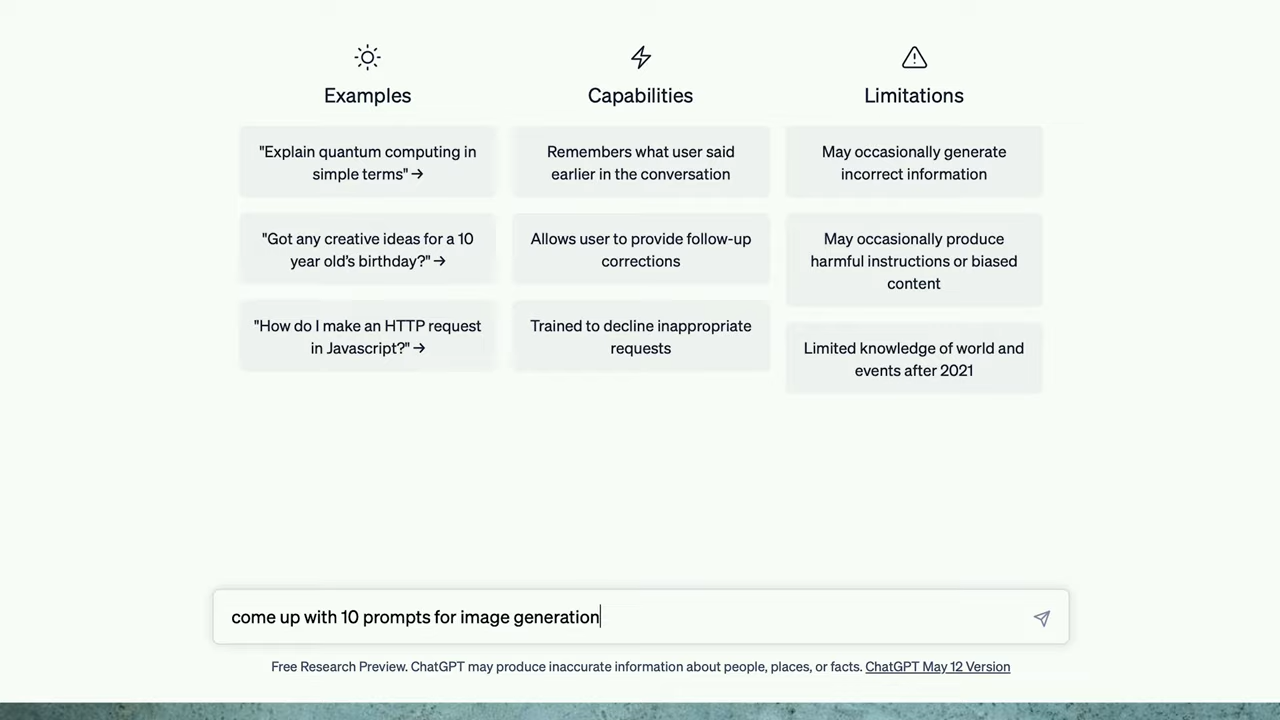 Examples
Capabilities
Limitations
"Explain quantum computing in
simple terms" →
Remembers what user said
earlier in the conversation
May occasionally generate
incorrect information
"Got any creative ideas for a 10
year old's birthday?" →
Allows user to provide follow-up
corrections
May occasionally produce
harmful instructions or biased
content
"How do I make an HTTP request
in Javascript?" →
Trained to decline inappropriate
requests
Limited knowledge of world and
events after 2021
come up with 10 prompts for image generation
Free Research Preview. ChatGPT may produce inaccurate information about people, places, or facts. ChatGPT May 12 Version